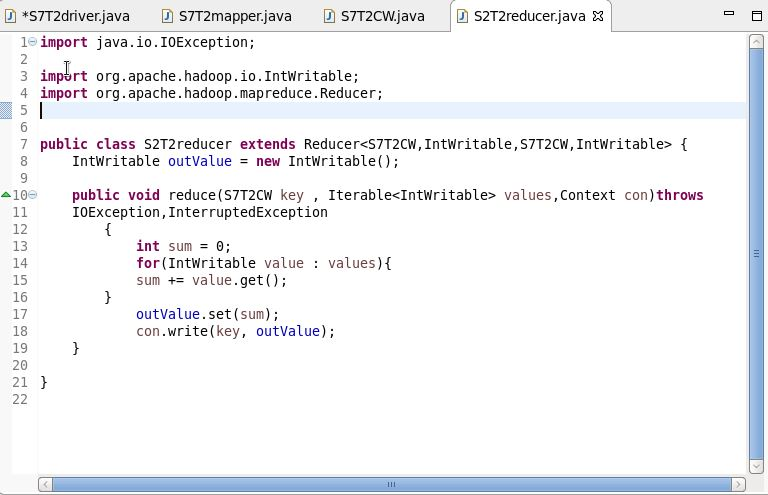 *S7T2driver.java S7T2mapper.java S7T2CW.java S2T2reducer.java
1 import java.io.IOException;
2
3 import org.apache.hadoop.io.IntWritable;
4 import org.apache.hadoop.mapreduce.Reducer;
5
6
7 public class S2T2reducer extends Reducer<S7T2CW,IntWritable,S7T2CW,IntWritable> {
8 IntWritable outValue = new IntWritable();
9
10 public void reduce(S7T2CW key , Iterable<IntWritable> values,Context con)throws
11 IOException,InterruptedException
12 {
13 int sum = 0;
14 for(IntWritable value : values){
15 sum += value.get();
16 }
17 outValue.set(sum);
18 con.write(key, outValue);
19 }
20
21 }
22